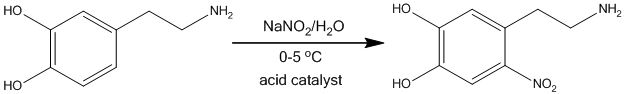 HO
NH₂
HO
NaNO₂/H₂O
0-5 ºC
acid catalyst
HO
NH₂
HO
NO₂